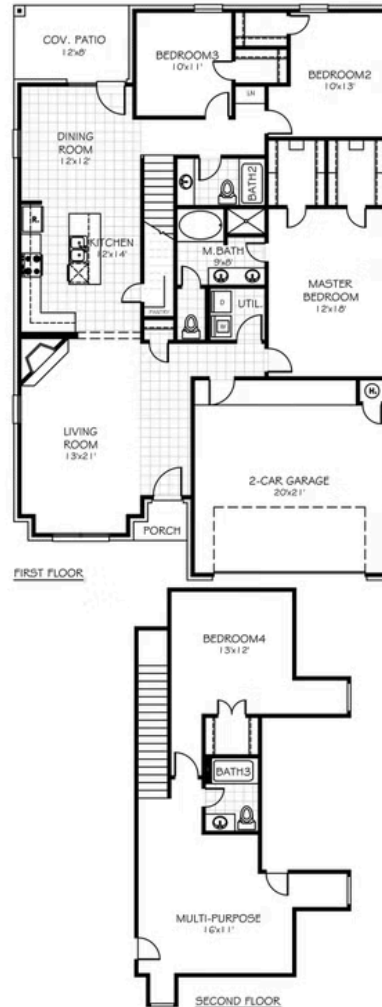 COV. PATIO
12'x8'
BEDROOM3
10'x11'
BEDROOM2
10'x13'
LN
DINING
ROOM
12'x12'
BATH2
R.
KITCHEN
12'x14'
M.BATH
9'x8'
MASTER
BEDROOM
12'x18'
D
UTIL.
W
PANTRY
H.
LIVING
ROOM
13'x21'
2-CAR GARAGE
20'x21'
PORCH
FIRST FLOOR
BEDROOM4
13'x12'
BATH3
MULTI-PURPOSE
16'x11'
SECOND FLOOR